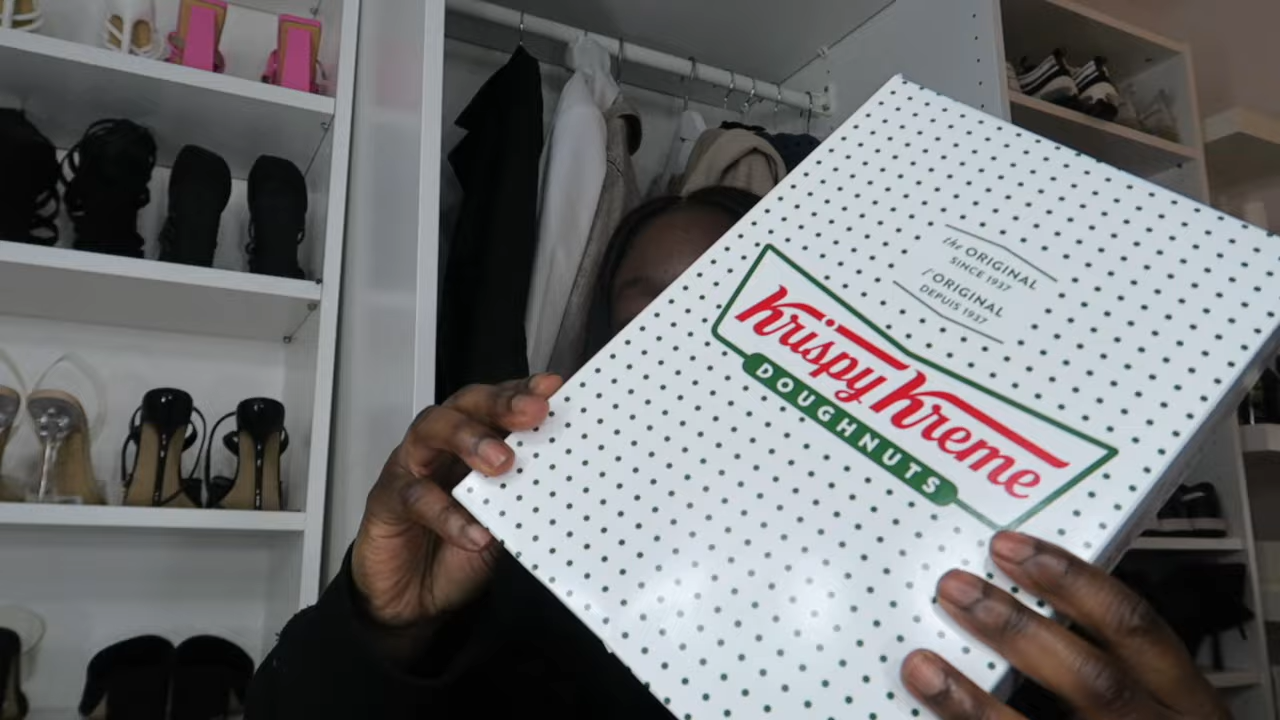 the ORIGINAL
SINCE 1937
l'ORIGINAL
DEPUIS 1937
Krispy Kreme
DOUGHNUTS